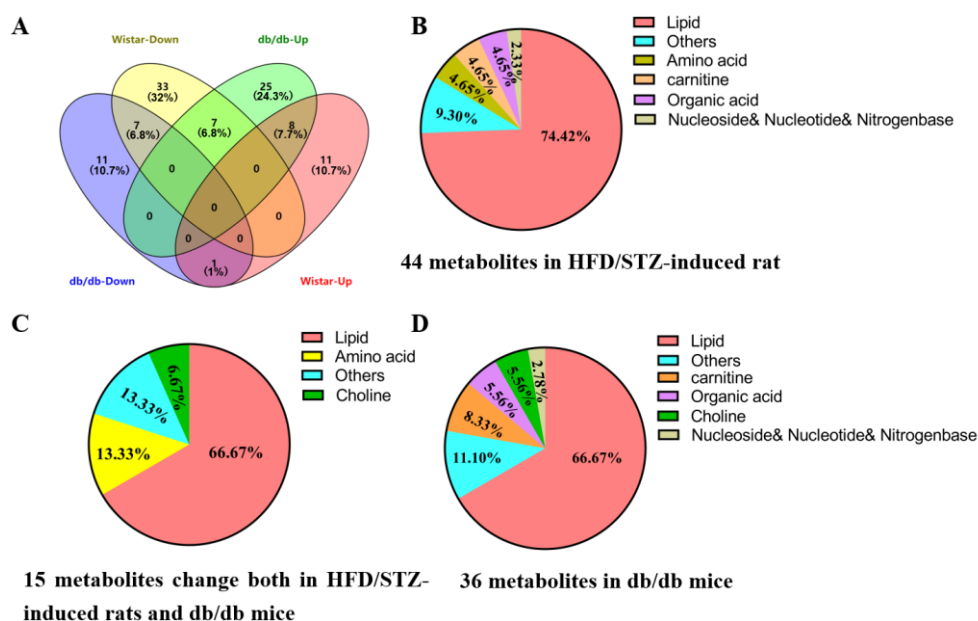 A
Wistar-Down
db/db-Up
33
(32%)
25
(24.3%)
7
(6.8%)
7
(6.8%)
8
(7.7%)
11
(10.7%)
11
(10.7%)
0
0
0
0
0
0
0
1
(1%)
db/db-Down
Wistar-Up
B
2.33%
4.65%
4.65%
4.65%
9.30%
74.42%
Lipid
Others
Amino acid
carnitine
Organic acid
Nucleoside& Nucleotide& Nitrogenbase
44 metabolites in HFD/STZ-induced rat
C
6.67%
13.33%
13.33%
66.67%
Lipid
Amino acid
Others
Choline
15 metabolites change both in HFD/STZ-
induced rats and db/db mice
D
2.78%
5.56%
5.56%
8.33%
11.10%
66.67%
Lipid
Others
carnitine
Organic acid
Choline
Nucleoside& Nucleotide& Nitrogenbase
36 metabolites in db/db mice